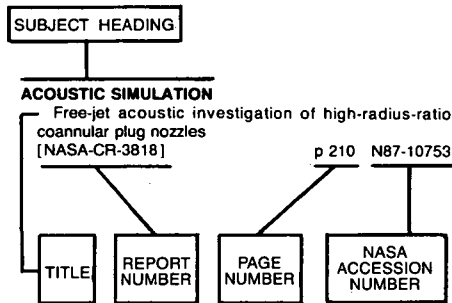 SUBJECT HEADING
ACOUSTIC SIMULATION
Free-jet acoustic investigation of high-radius-ratio
coannular plug nozzles
[NASA-CR-3818] p 210 N87-10753
TITLE
REPORT
NUMBER
PAGE
NUMBER
NASA
ACCESSION
NUMBER